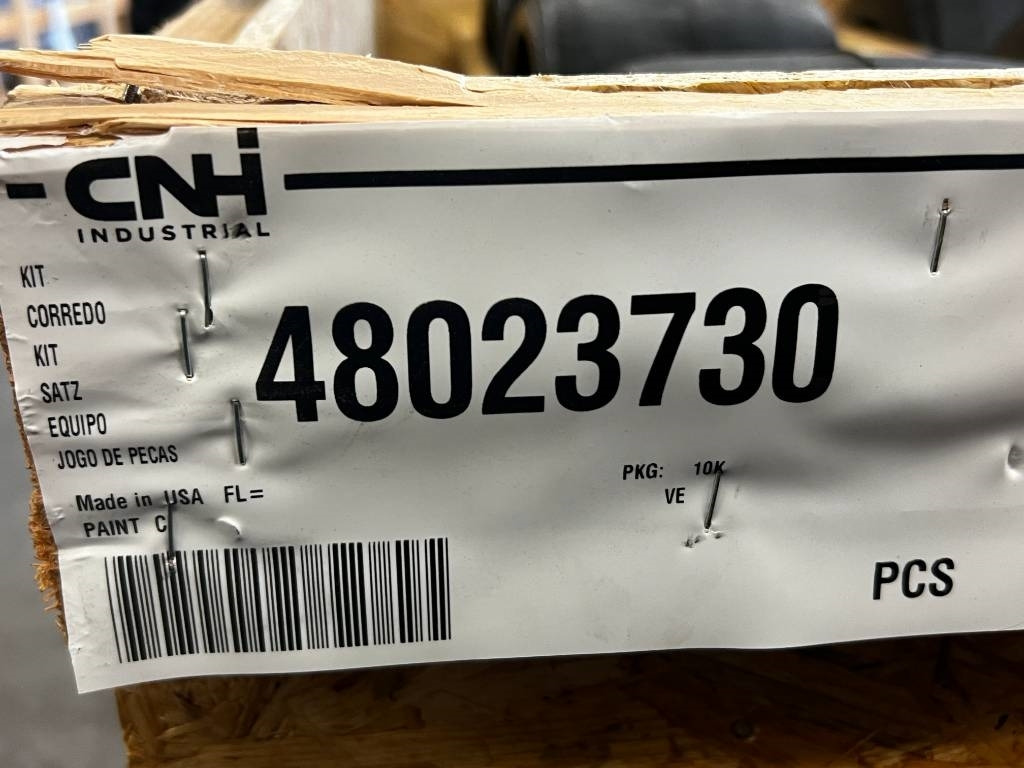 CNH
INDUSTRIAL
KIT
CORREDO
KIT
SATZ
EQUIPO
JOGO DE PECAS
48023730
Made in USA FL=
PAINT C
PKG: 10K
VE
PCS